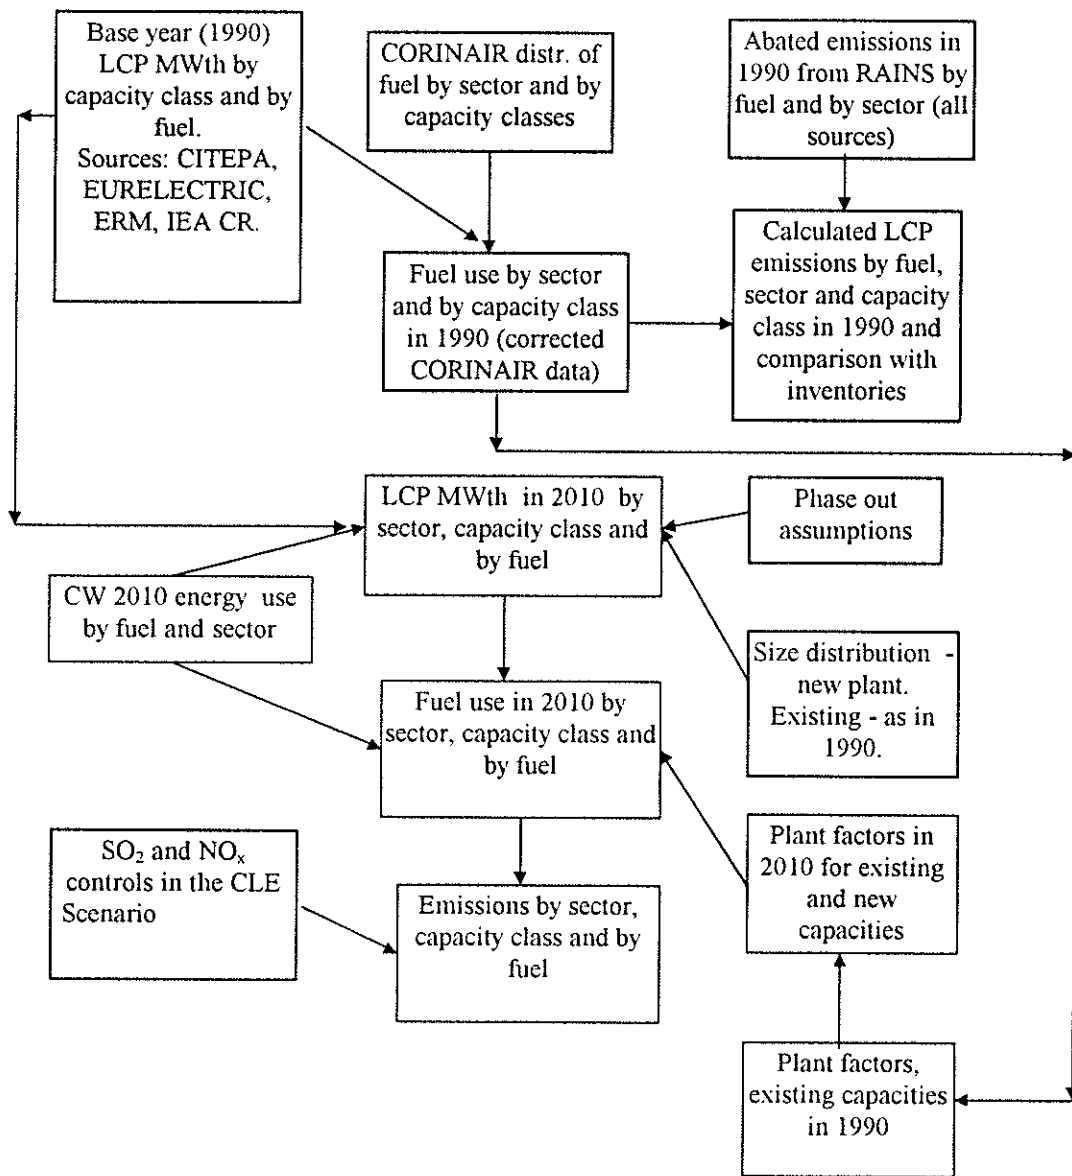 Base year (1990)
LCP MWth by
capacity class and by
fuel.
Sources: CITEPA,
EURELECTRIC,
ERM, IEA CR.
CORINAIR distr. of
fuel by sector and by
capacity classes
Abated emissions in
1990 from RAINS by
fuel and by sector (all
sources)
Fuel use by sector
and by capacity class
in 1990 (corrected
CORINAIR data)
Calculated LCP
emissions by fuel,
sector and capacity
class in 1990 and
comparison with
inventories
LCP MWth in 2010 by
sector, capacity class and
by fuel
Phase out
assumptions
CW 2010 energy use
by fuel and sector
Size distribution -
new plant.
Existing - as in
1990.
Fuel use in 2010 by
sector, capacity class and
by fuel
SO₂ and NOₓ
controls in the CLE
Scenario
Plant factors in
2010 for existing
and new
capacities
Emissions by sector,
capacity class and by
fuel
Plant factors,
existing capacities
in 1990